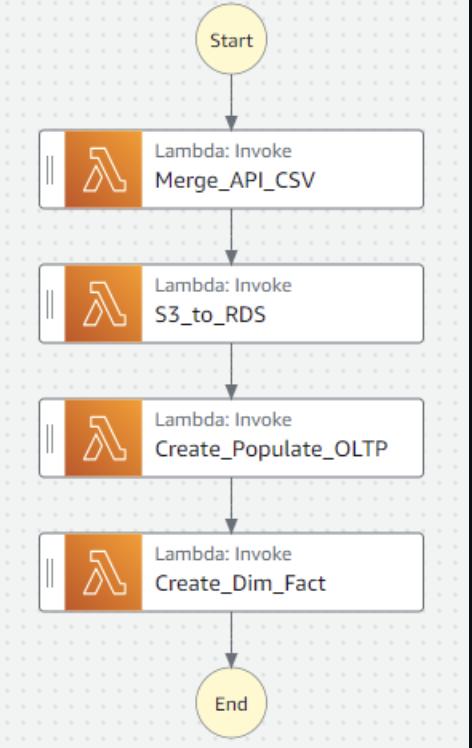 Start
Lambda: Invoke
Merge_API_CSV
Lambda: Invoke
S3_to_RDS
Lambda: Invoke
Create_Populate_OLTP
Lambda: Invoke
Create_Dim_Fact
End